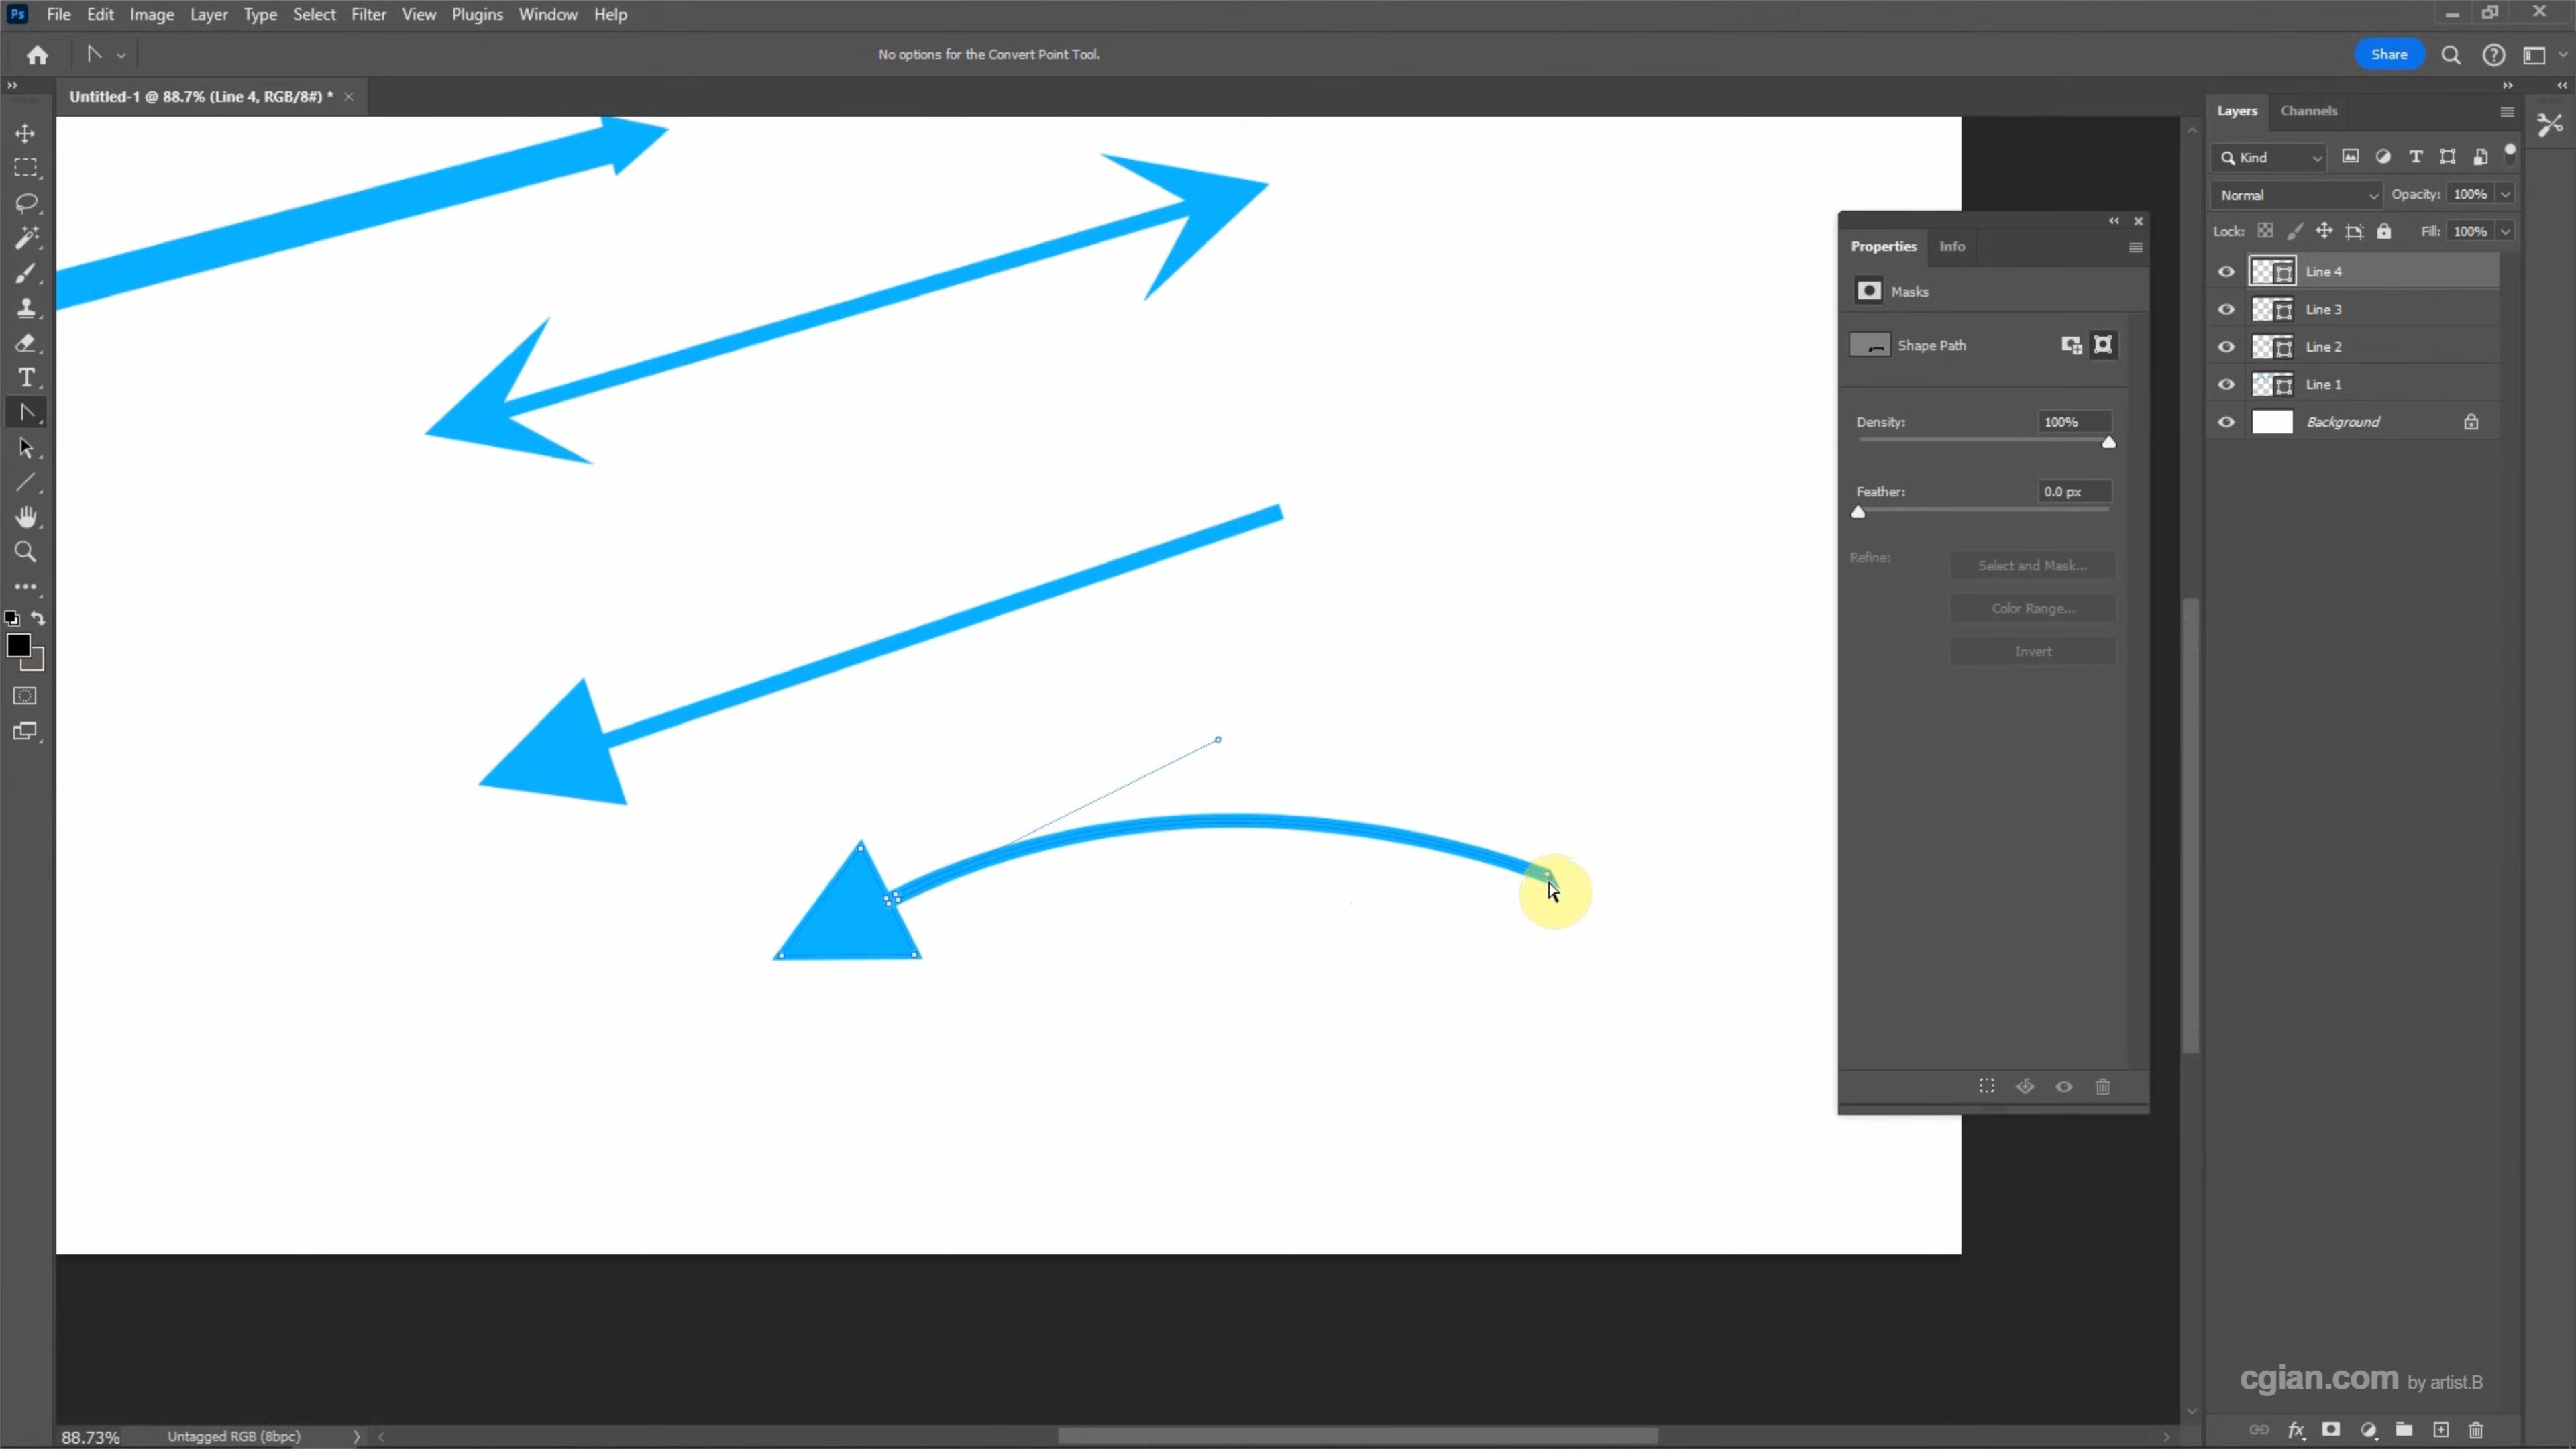 Ps File Edit Image Layer Type Select Filter View Plugins Window Help
No options for the Convert Point Tool.
Share
Untitled-1 @ 88.7% (Line 4, RGB/8#) *
Layers Channels
Kind
Normal Opacity: 100%
Lock: Fill: 100%
Line 4
Line 3
Line 2
Line 1
Background
Properties Info
Masks
Shape Path
Density: 100%
Feather: 0.0 px
Refine: Select and Mask...
Color Range...
Invert
cgian.com by artist.B
88.73% Untagged RGB (8bpc)